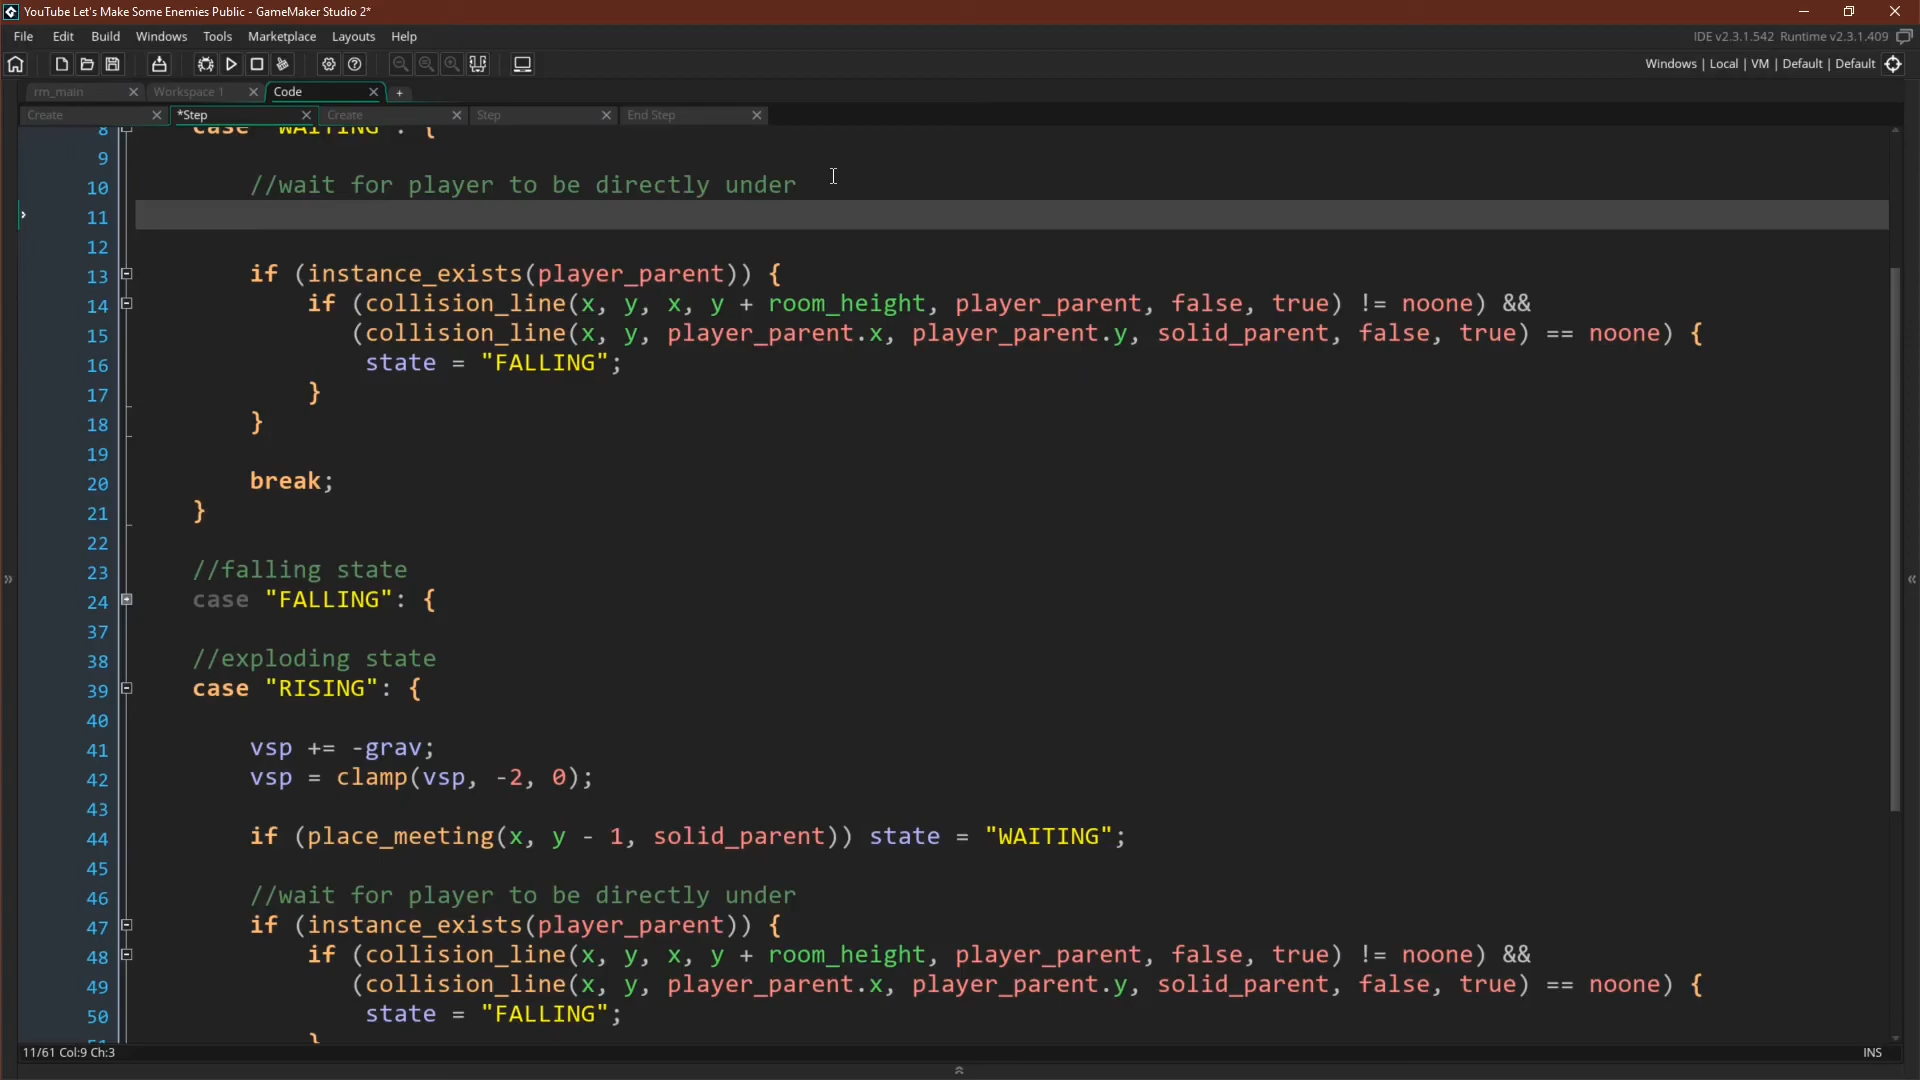 YouTube Let's Make Some Enemies Public - GameMaker Studio 2*
File Edit Build Windows Tools Marketplace Layouts Help
IDE v2.3.1.542 Runtime v2.3.1.409
Windows | Local | VM | Default | Default
rm_main Workspace 1 Code +
Create *Step Create Step End Step
8 case "WAITING": {
9
10 //wait for player to be directly under
11
12
13 if (instance_exists(player_parent)) {
14 if (collision_line(x, y, x, y + room_height, player_parent, false, true) != noone) &&
15 (collision_line(x, y, player_parent.x, player_parent.y, solid_parent, false, true) == noone) {
16 state = "FALLING";
17 }
18 }
19
20 break;
21 }
22
23 //falling state
24 case "FALLING": {
37
38 //exploding state
39 case "RISING": {
40
41 vsp += -grav;
42 vsp = clamp(vsp, -2, 0);
43
44 if (place_meeting(x, y - 1, solid_parent)) state = "WAITING";
45
46 //wait for player to be directly under
47 if (instance_exists(player_parent)) {
48 if (collision_line(x, y, x, y + room_height, player_parent, false, true) != noone) &&
49 (collision_line(x, y, player_parent.x, player_parent.y, solid_parent, false, true) == noone) {
50 state = "FALLING";
51 }
11/61 Col:9 Ch:3
INS